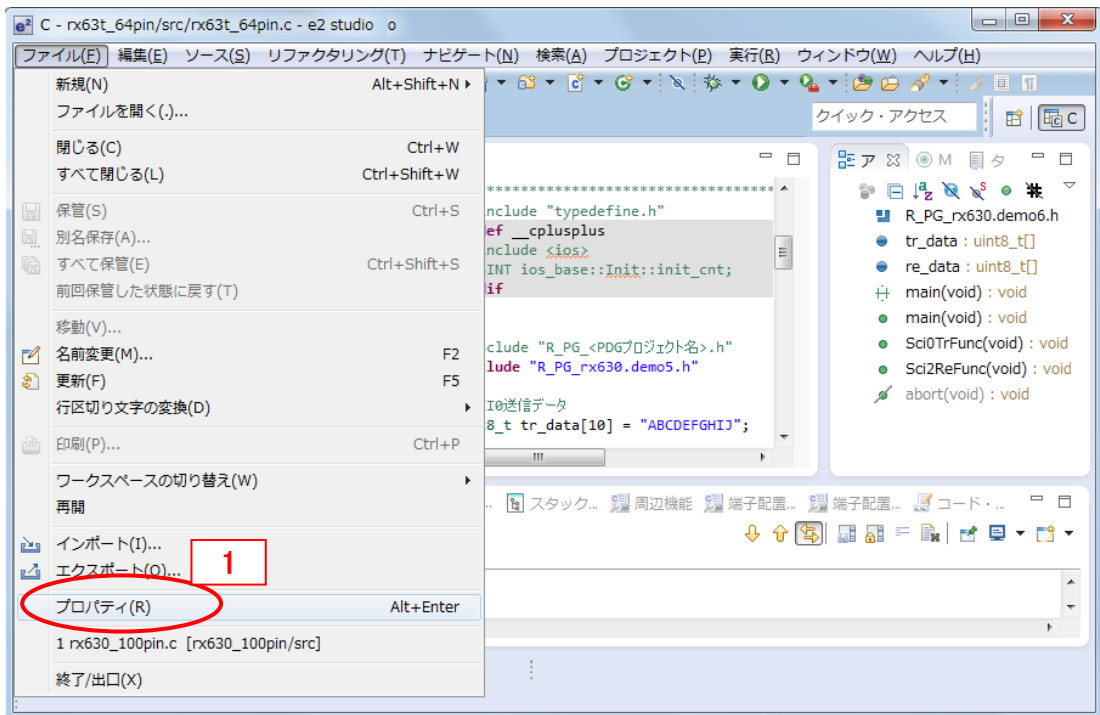 C - rx63t_64pin/src/rx63t_64pin.c - e2 studio o
ファイル(F) 編集(E) ソース(S) リファクタリング(T) ナビゲート(N) 検索(A) プロジェクト(P) 実行(R) ウィンドウ(W) ヘルプ(H)
新規(N) Alt+Shift+N
ファイルを開く(.)...
閉じる(C) Ctrl+W
すべて閉じる(L) Ctrl+Shift+W
保管(S) Ctrl+S
別名保存(A)...
すべて保管(E) Ctrl+Shift+S
前回保管した状態に戻す(T)
移動(V)...
名前変更(M)... F2
更新(F) F5
行区切り文字の変換(D)
印刷(P)... Ctrl+P
ワークスペースの切り替え(W)
再開
インポート(I)...
エクスポート(O)...
1
プロパティ(R) Alt+Enter
1 rx630_100pin.c [rx630_100pin/src]
終了/出口(X)
クイック・アクセス
C
***********************************
nclude "typedefine.h"
ef __cplusplus
nclude <ios>
INT ios_base::Init::init_cnt;
if
clude "R_PG_<PDGプロジェクト名>.h"
lude "R_PG_rx630.demo5.h"
I0送信データ
8_t tr_data[10] = "ABCDEFGHIJ";
ア M タ
R_PG_rx630.demo6.h
tr_data : uint8_t[]
re_data : uint8_t[]
main(void) : void
main(void) : void
Sci0TrFunc(void) : void
Sci2ReFunc(void) : void
abort(void) : void
.. スタック... 周辺機能 端子配置... 端子配置... コード・...